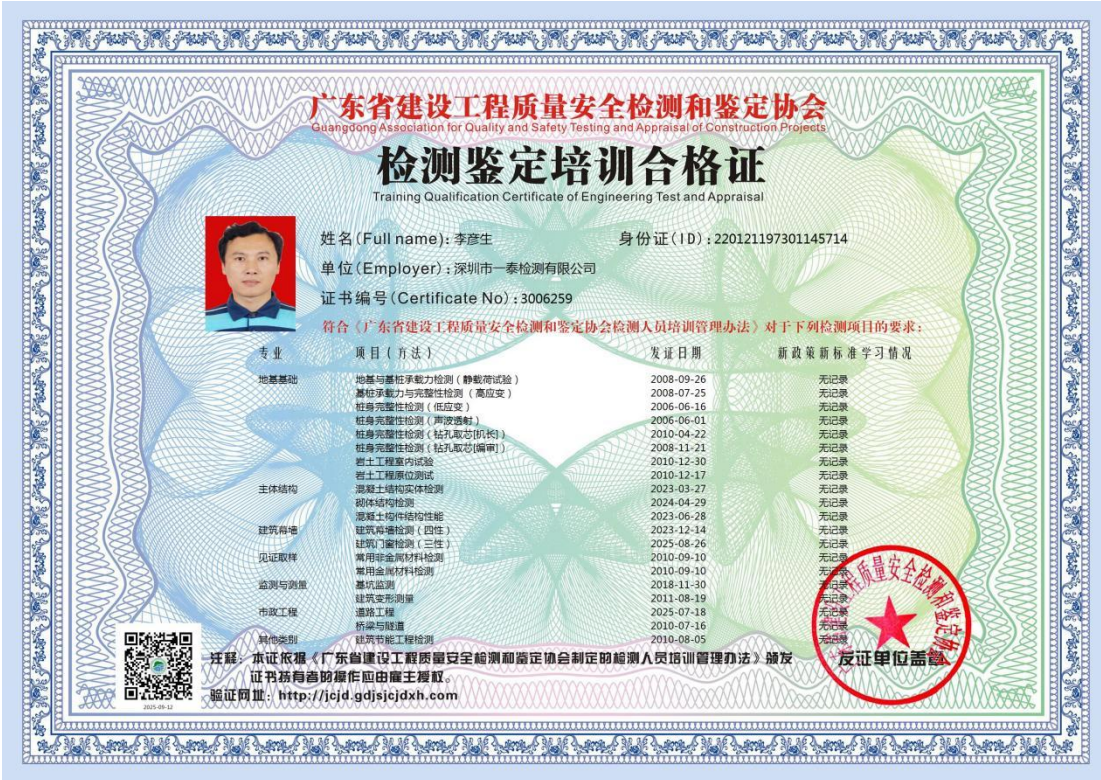 广东省建设工程质量安全检测和鉴定协会
Guangdong Association for Quality and Safety Testing and Appraisal of Construction Projects
检测鉴定培训合格证
Training Qualification Certificate of Engineering Test and Appraisal
姓名(Full name): 李彦生 身份证(ID): 220121197301145714
单位(Employer): 深圳市一泰检测有限公司
证书编号(Certificate No): 3006259
符合《广东省建设工程质量安全检测和鉴定协会检测人员培训管理办法》对于下列检测项目的要求:
专业 项目(方法) 发证日期 新政策新标准学习情况
地基基础 地基与基桩承载力检测(静载荷试验) 2008-09-26 无记录
基桩承载力与完整性检测(高应变) 2008-07-25 无记录
桩身完整性检测(低应变) 2006-06-16 无记录
桩身完整性检测(声波透射) 2006-06-01 无记录
桩身完整性检测(钻孔取芯[机长]) 2010-04-22 无记录
桩身完整性检测(钻孔取芯[编审]) 2008-11-21 无记录
岩土工程室内试验 2010-12-30 无记录
岩土工程原位测试 2010-12-17 无记录
主体结构 混凝土结构实体检测 2023-03-27 无记录
砌体结构检测 2024-04-29 无记录
混凝土构件结构性能 2023-06-28 无记录
建筑幕墙 建筑幕墙检测(四性) 2023-12-14 无记录
建筑门窗检测(三性) 2025-08-26 无记录
见证取样 常用非金属材料检测 2010-09-10 无记录
常用金属材料检测 2010-09-10 无记录
监测与测量 基坑监测 2018-11-30 无记录
建筑变形测量 2011-08-19 无记录
市政工程 道路工程 2025-07-18 无记录
桥梁与隧道 2010-07-16 无记录
其他类别 建筑节能工程检测 2010-08-05 无记录
注释: 本证依据《广东省建设工程质量安全检测和鉴定协会制定的检测人员培训管理办法》颁发
证书持有者的操作应由雇主授权。
验证网址: http://jcjd.gdjsjcjdxh.com
2025-09-12
发证单位盖章